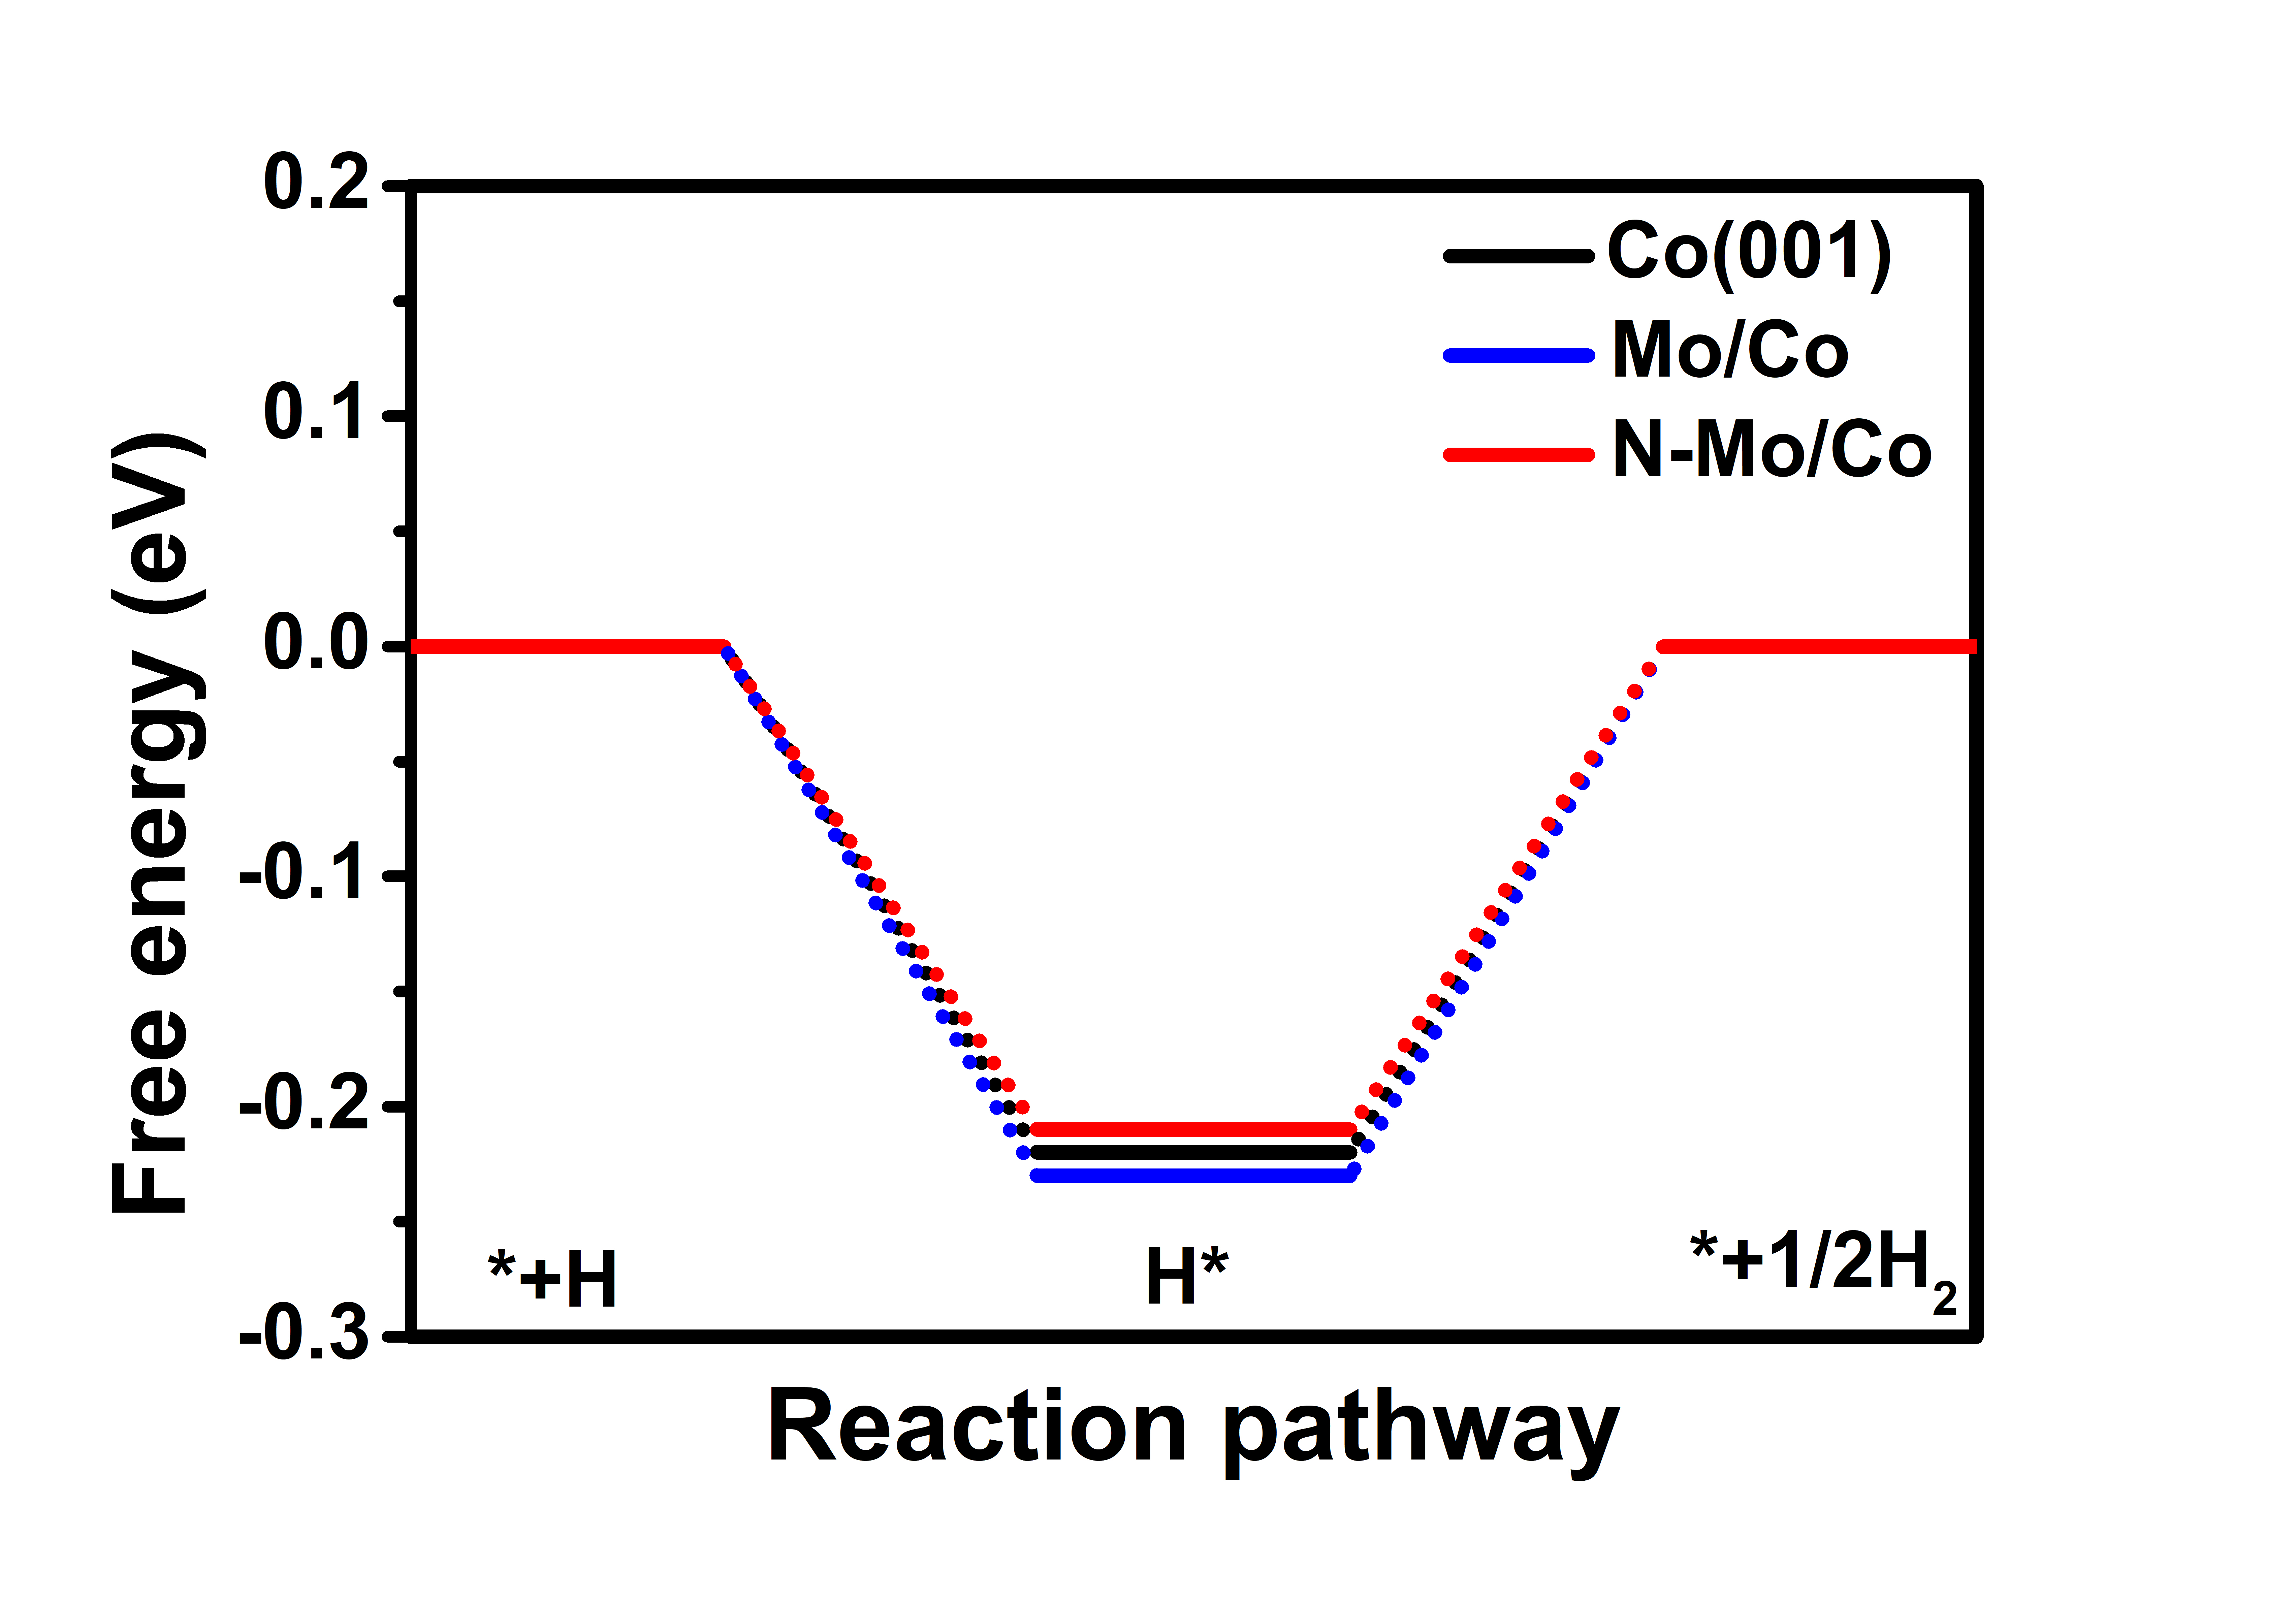 0.2
0.1
0.0
-0.1
-0.2
-0.3
Free energy (eV)
Co(001)
Mo/Co
N-Mo/Co
*+H
H*
*+1/2H₂
Reaction pathway